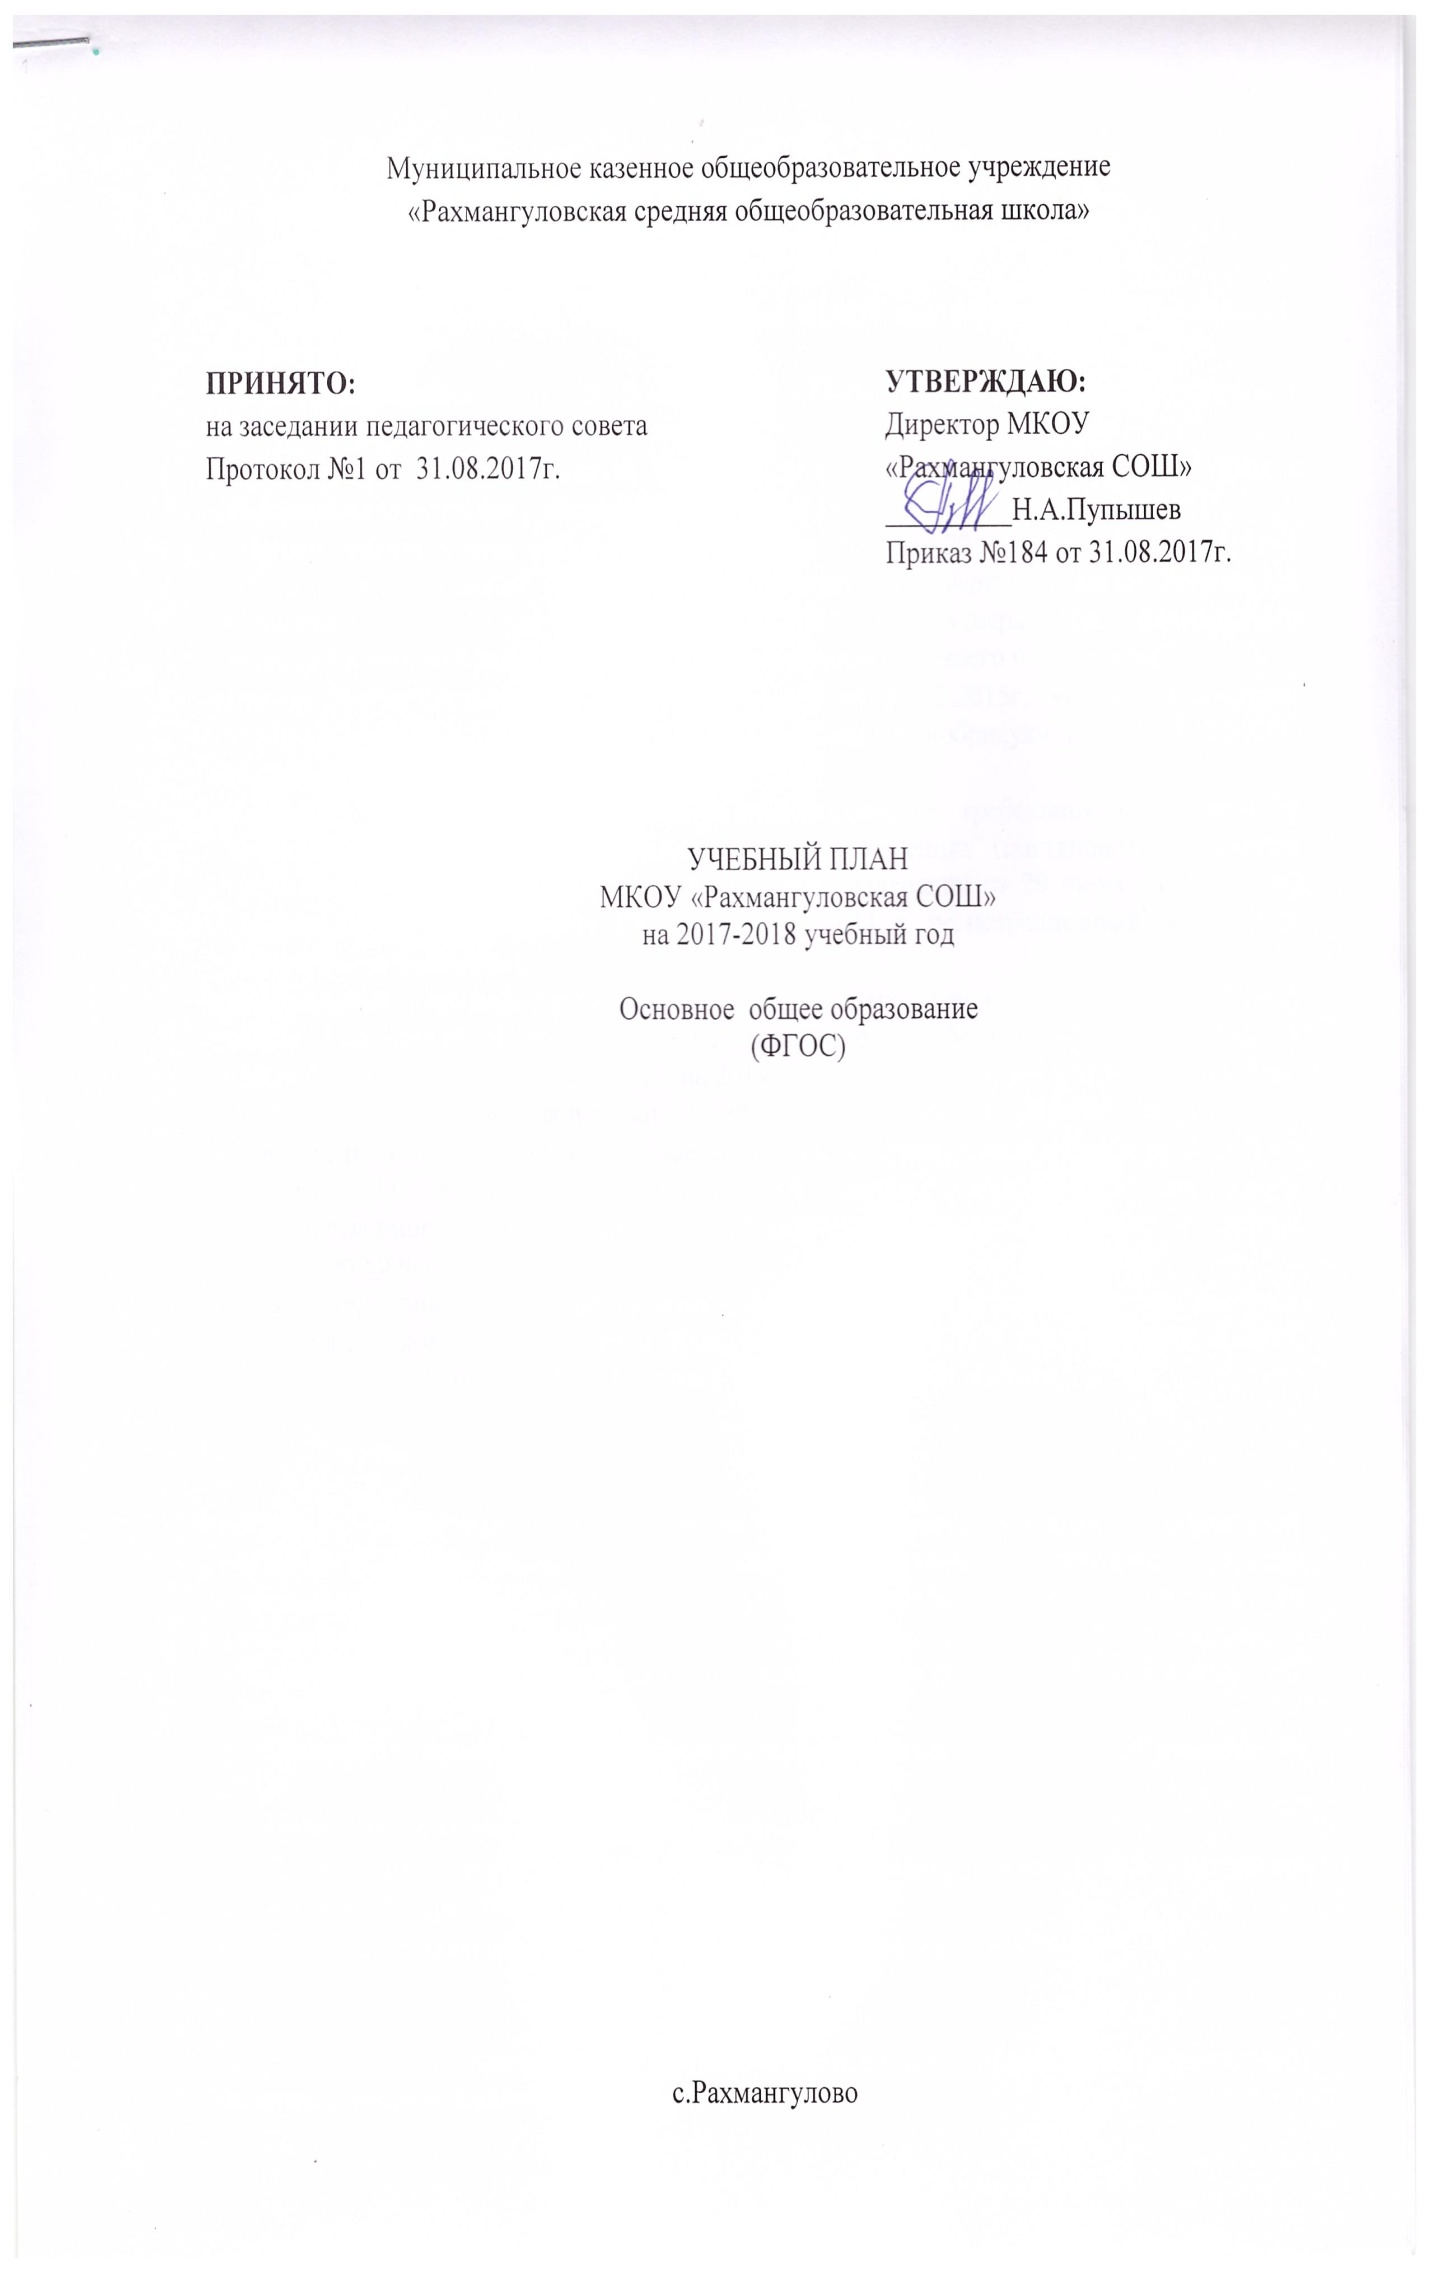 Муниципальное казенное общеобразовательное учреждение
«Рахмангуловская средняя общеобразовательная школа»
ПРИНЯТО:
на заседании педагогического совета
Протокол №1 от 31.08.2017г.
УТВЕРЖДАЮ:
Директор МКОУ
«Рахмангуловская СОШ»
_________Н.А.Пупышев
Приказ №184 от 31.08.2017г.
УЧЕБНЫЙ ПЛАН
МКОУ «Рахмангуловская СОШ»
на 2017-2018 учебный год
Основное общее образование
(ФГОС)
с.Рахмангулово